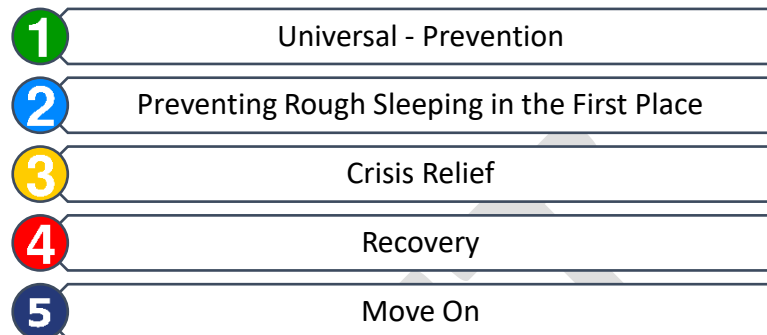 1 Universal - Prevention
2 Preventing Rough Sleeping in the First Place
3 Crisis Relief
4 Recovery
5 Move On